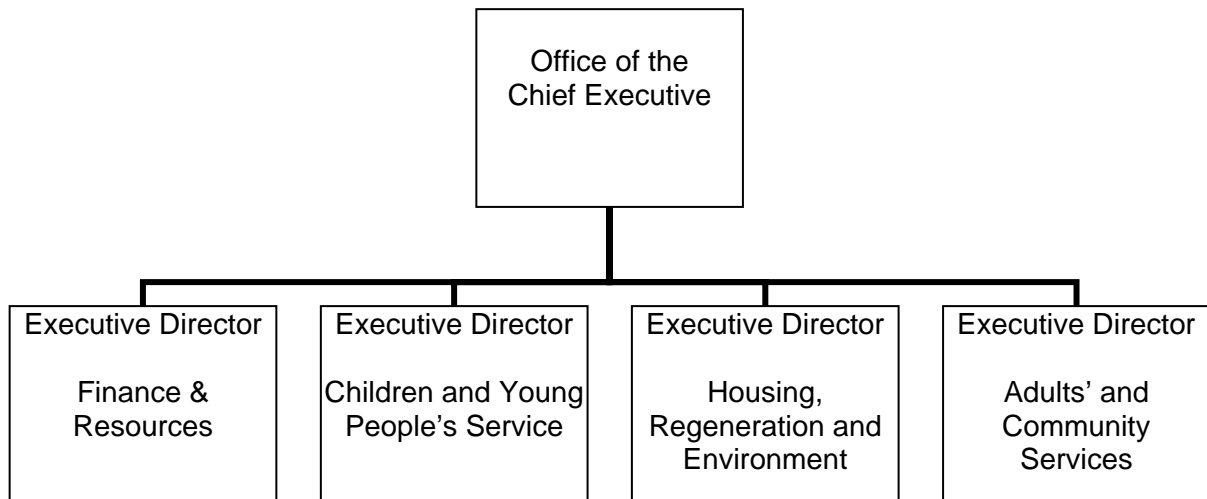 Office of the
Chief Executive
Executive Director
Finance &
Resources
Executive Director
Children and Young
People’s Service
Executive Director
Housing,
Regeneration and
Environment
Executive Director
Adults’ and
Community
Services